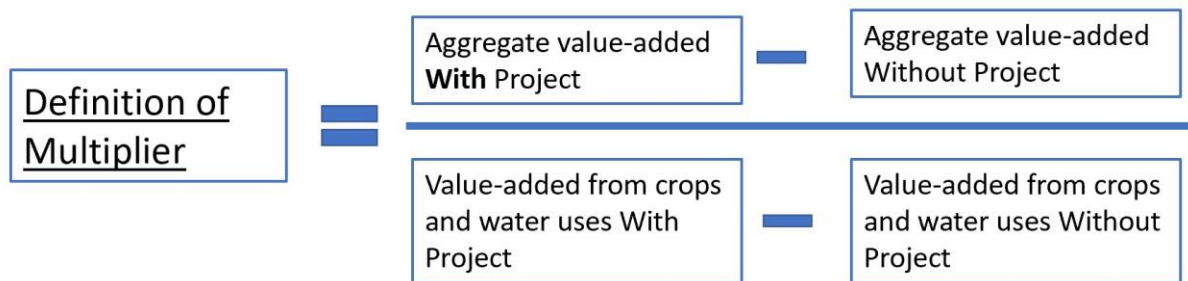 Definition of
Multiplier
Aggregate value-added
With Project
Aggregate value-added
Without Project
Value-added from crops
and water uses With
Project
Value-added from crops
and water uses Without
Project